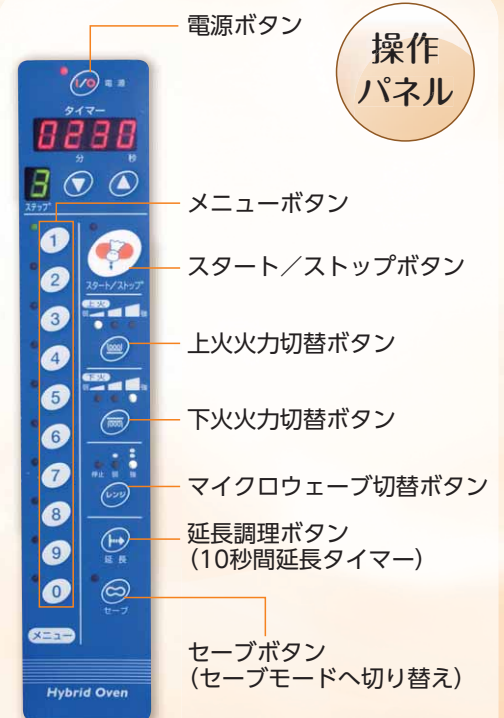 操作
パネル
電源ボタン
I/O 電源
タイマー
0230
分 秒
3
ステップ
メニューボタン
1
2
3
4
5
6
7
8
9
0
メニュー
スタート／ストップボタン
スタート/ストップ
上火
弱 強
上火火力切替ボタン
下火
弱 強
下火火力切替ボタン
停止 弱 強
レンジ
マイクロウェーブ切替ボタン
延長
延長調理ボタン
(10秒間延長タイマー)
セーブ
セーブボタン
(セーブモードへ切り替え)
Hybrid Oven